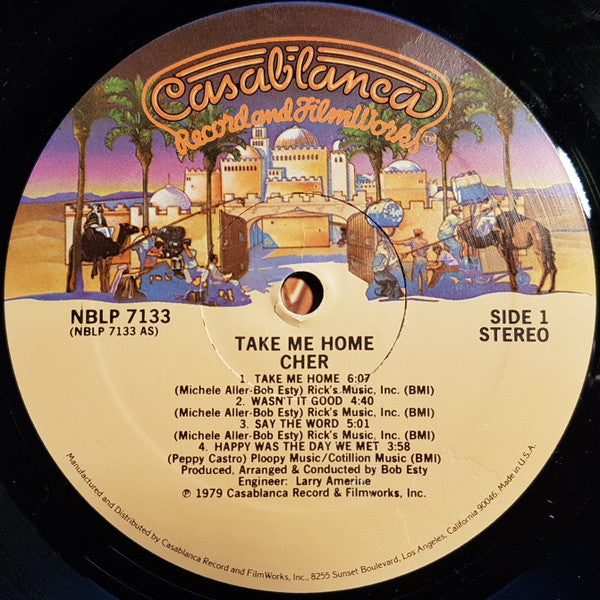 Casablanca
Record and FilmWorks
TM
NBLP 7133
(NBLP 7133 AS)
SIDE 1
STEREO
TAKE ME HOME
CHER
1. TAKE ME HOME 6:07
(Michele Aller-Bob Esty) Rick's Music, Inc. (BMI)
2. WASN'T IT GOOD 4:40
(Michele Aller-Bob Esty) Rick's Music, Inc. (BMI)
3. SAY THE WORD 5:01
(Michele Aller-Bob Esty) Rick's Music, Inc. (BMI)
4. HAPPY WAS THE DAY WE MET 3:58
(Peppy Castro) Ploopy Music/Cotillion Music (BMI)
Produced, Arranged & Conducted by Bob Esty
Engineer: Larry Amerine
℗ 1979 Casablanca Record & Filmworks, Inc.
Manufactured and Distributed by Casablanca Record and FilmWorks, Inc., 8255 Sunset Boulevard, Los Angeles, California 90046. Made in U.S.A.